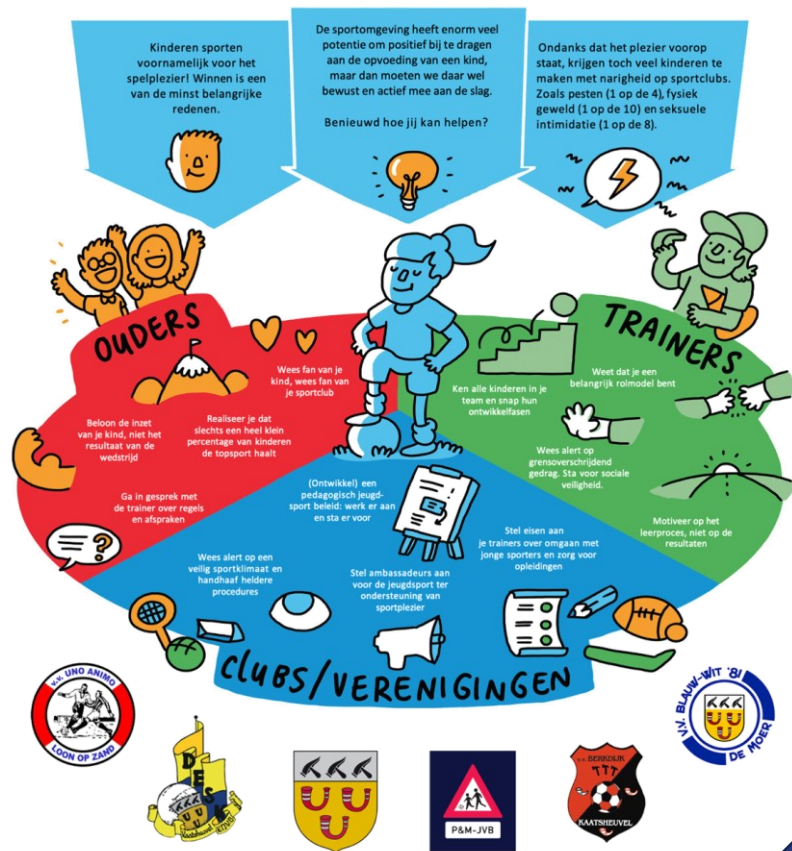 Kinderen sporten
voornamelijk voor het
spelplezier! Winnen is een
van de minst belangrijke
redenen.
De sportomgeving heeft enorm veel
potentie om positief bij te dragen
aan de opvoeding van een kind,
maar dan moeten we daar wel
bewust en actief mee aan de slag.
Benieuwd hoe jij kan helpen?
Ondanks dat het plezier voorop
staat, krijgen toch veel kinderen te
maken met narigheid op sportclubs.
Zoals pesten (1 op de 4), fysiek
geweld (1 op de 10) en seksuele
intimidatie (1 op de 8).
OUDERS
Wees fan van je
kind, wees fan van
je sportclub
Beloon de inzet
van je kind, niet het
resultaat van de
wedstrijd
Realiseer je dat
slechts een heel klein
percentage van kinderen
de topsport haalt
Ga in gesprek met
de trainer over regels
en afspraken
?
TRAINERS
Ken alle kinderen in je
team en snap hun
ontwikkelfasen
Weet dat je een
belangrijk rolmodel bent
Wees alert op
grensoverschrijdend
gedrag. Sta voor sociale
veiligheid.
Motiveer op het
leerproces, niet op de
resultaten
(Ontwikkel) een
pedagogisch jeugd-
sport beleid: werk er aan
en sta er voor
Wees alert op een
veilig sportklimaat en
handhaaf heldere
procedures
Stel ambassadeurs aan
voor de jeugdsport ter
ondersteuning van
sportplezier
Stel eisen aan
je trainers over omgaan met
jonge sporters en zorg voor
opleidingen
CLUBS/VERENIGINGEN
v.v. UNO ANIMO
LOON OP ZAND
DESK
Kaatsheuvel
P&M-JVB
v.v. BERKDIJK
TTT
KAATSHEUVEL
V.V. BLAUW-WIT '81
DE MOER